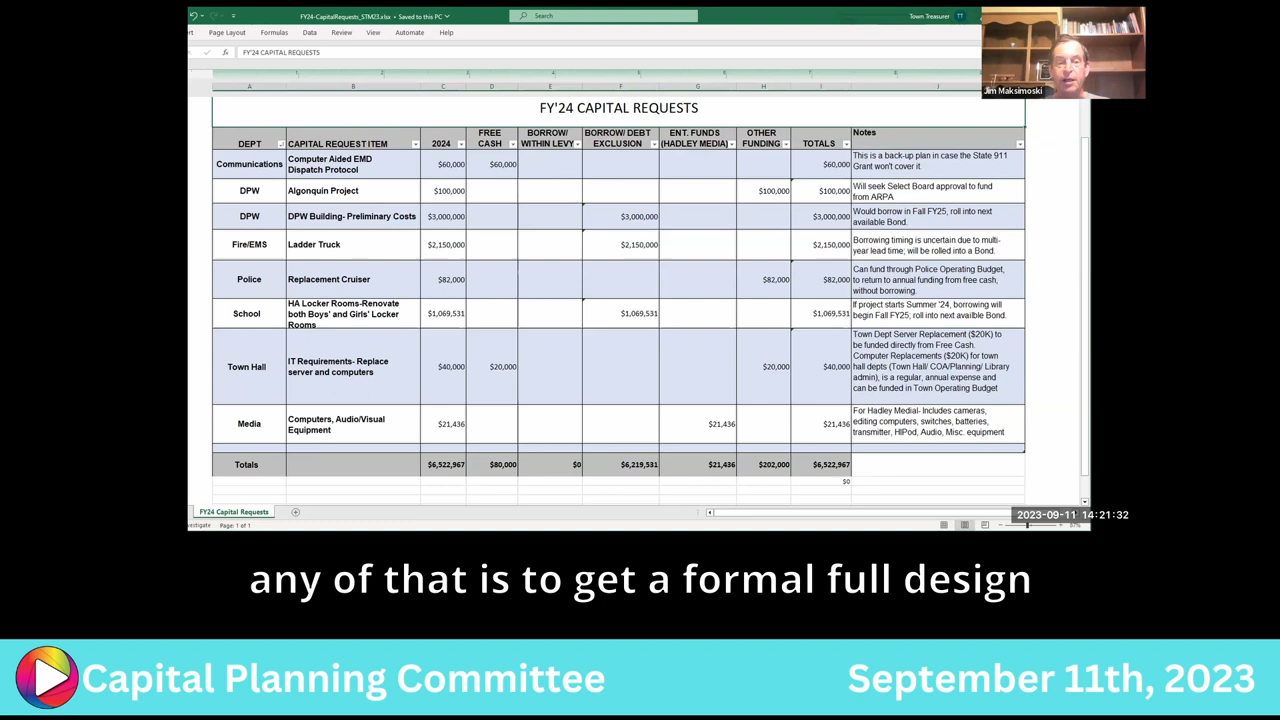 FY24-CapitalRequests_STM23.xlsx • Saved to this PC
Search
Town Treasurer TT
Page Layout Formulas Data Review View Automate Help
fx FY'24 CAPITAL REQUESTS
A B C D E F G H I J
FY'24 CAPITAL REQUESTS
DEPT CAPITAL REQUEST ITEM 2024 FREE CASH BORROW/ WITHIN LEVY BORROW/ DEBT EXCLUSION ENT. FUNDS (HADLEY MEDIA) OTHER FUNDING TOTALS Notes
Communications Computer Aided EMD Dispatch Protocol $60,000 $60,000 $60,000 This is a back-up plan in case the State 911 Grant won't cover it.
DPW Algonquin Project $100,000 $100,000 $100,000 Will seek Select Board approval to fund from ARPA
DPW DPW Building- Preliminary Costs $3,000,000 $3,000,000 $3,000,000 Would borrow in Fall FY25, roll into next available Bond.
Fire/EMS Ladder Truck $2,150,000 $2,150,000 $2,150,000 Borrowing timing is uncertain due to multi-year lead time; will be rolled into a Bond.
Police Replacement Cruiser $82,000 $82,000 $82,000 Can fund through Police Operating Budget, to return to annual funding from free cash, without borrowing.
School HA Locker Rooms-Renovate both Boys' and Girls' Locker Rooms $1,069,531 $1,069,531 $1,069,531 If project starts Summer '24, borrowing will begin Fall FY25; roll into next availble Bond.
Town Hall IT Requirements- Replace server and computers $40,000 $20,000 $20,000 $40,000 Town Dept Server Replacement ($20K) to be funded directly from Free Cash. Computer Replacements ($20K) for town hall depts (Town Hall/ COA/Planning/ Library admin), is a regular, annual expense and can be funded in Town Operating Budget
Media Computers, Audio/Visual Equipment $21,436 $21,436 $21,436 For Hadley Medial- Includes cameras, editing computers, switches, batteries, transmitter, HIPod, Audio, Misc. equipment
Totals $6,522,967 $80,000 $0 $6,219,531 $21,436 $202,000 $6,522,967
$0
FY24 Capital Requests
Page: 1 of 1
Jim Maksimoski
2023-09-11 14:21:32
any of that is to get a formal full design
Capital Planning Committee
September 11th, 2023